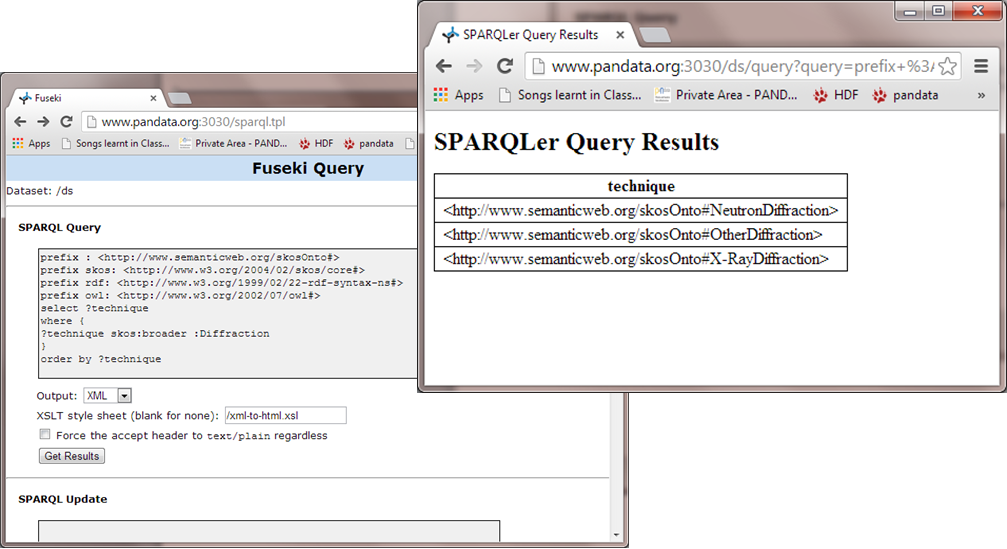 Fuseki
www.pandata.org:3030/sparql.tpl
Apps Songs learnt in Class... Private Area - PAND... HDF pandata
Fuseki Query
Dataset: /ds
SPARQL Query
prefix : <http://www.semanticweb.org/skosOnto#>
prefix skos: <http://www.w3.org/2004/02/skos/core#>
prefix rdf: <http://www.w3.org/1999/02/22-rdf-syntax-ns#>
prefix owl: <http://www.w3.org/2002/07/owl#>
select ?technique
where {
?technique skos:broader :Diffraction
}
order by ?technique
Output: XML
XSLT style sheet (blank for none): /xml-to-html.xsl
Force the accept header to text/plain regardless
Get Results
SPARQL Update
SPARQLer Query Results
www.pandata.org:3030/ds/query?query=prefix+%3A
Apps Songs learnt in Class... Private Area - PAND... HDF pandata »
SPARQLer Query Results
technique
<http://www.semanticweb.org/skosOnto#NeutronDiffraction>
<http://www.semanticweb.org/skosOnto#OtherDiffraction>
<http://www.semanticweb.org/skosOnto#X-RayDiffraction>